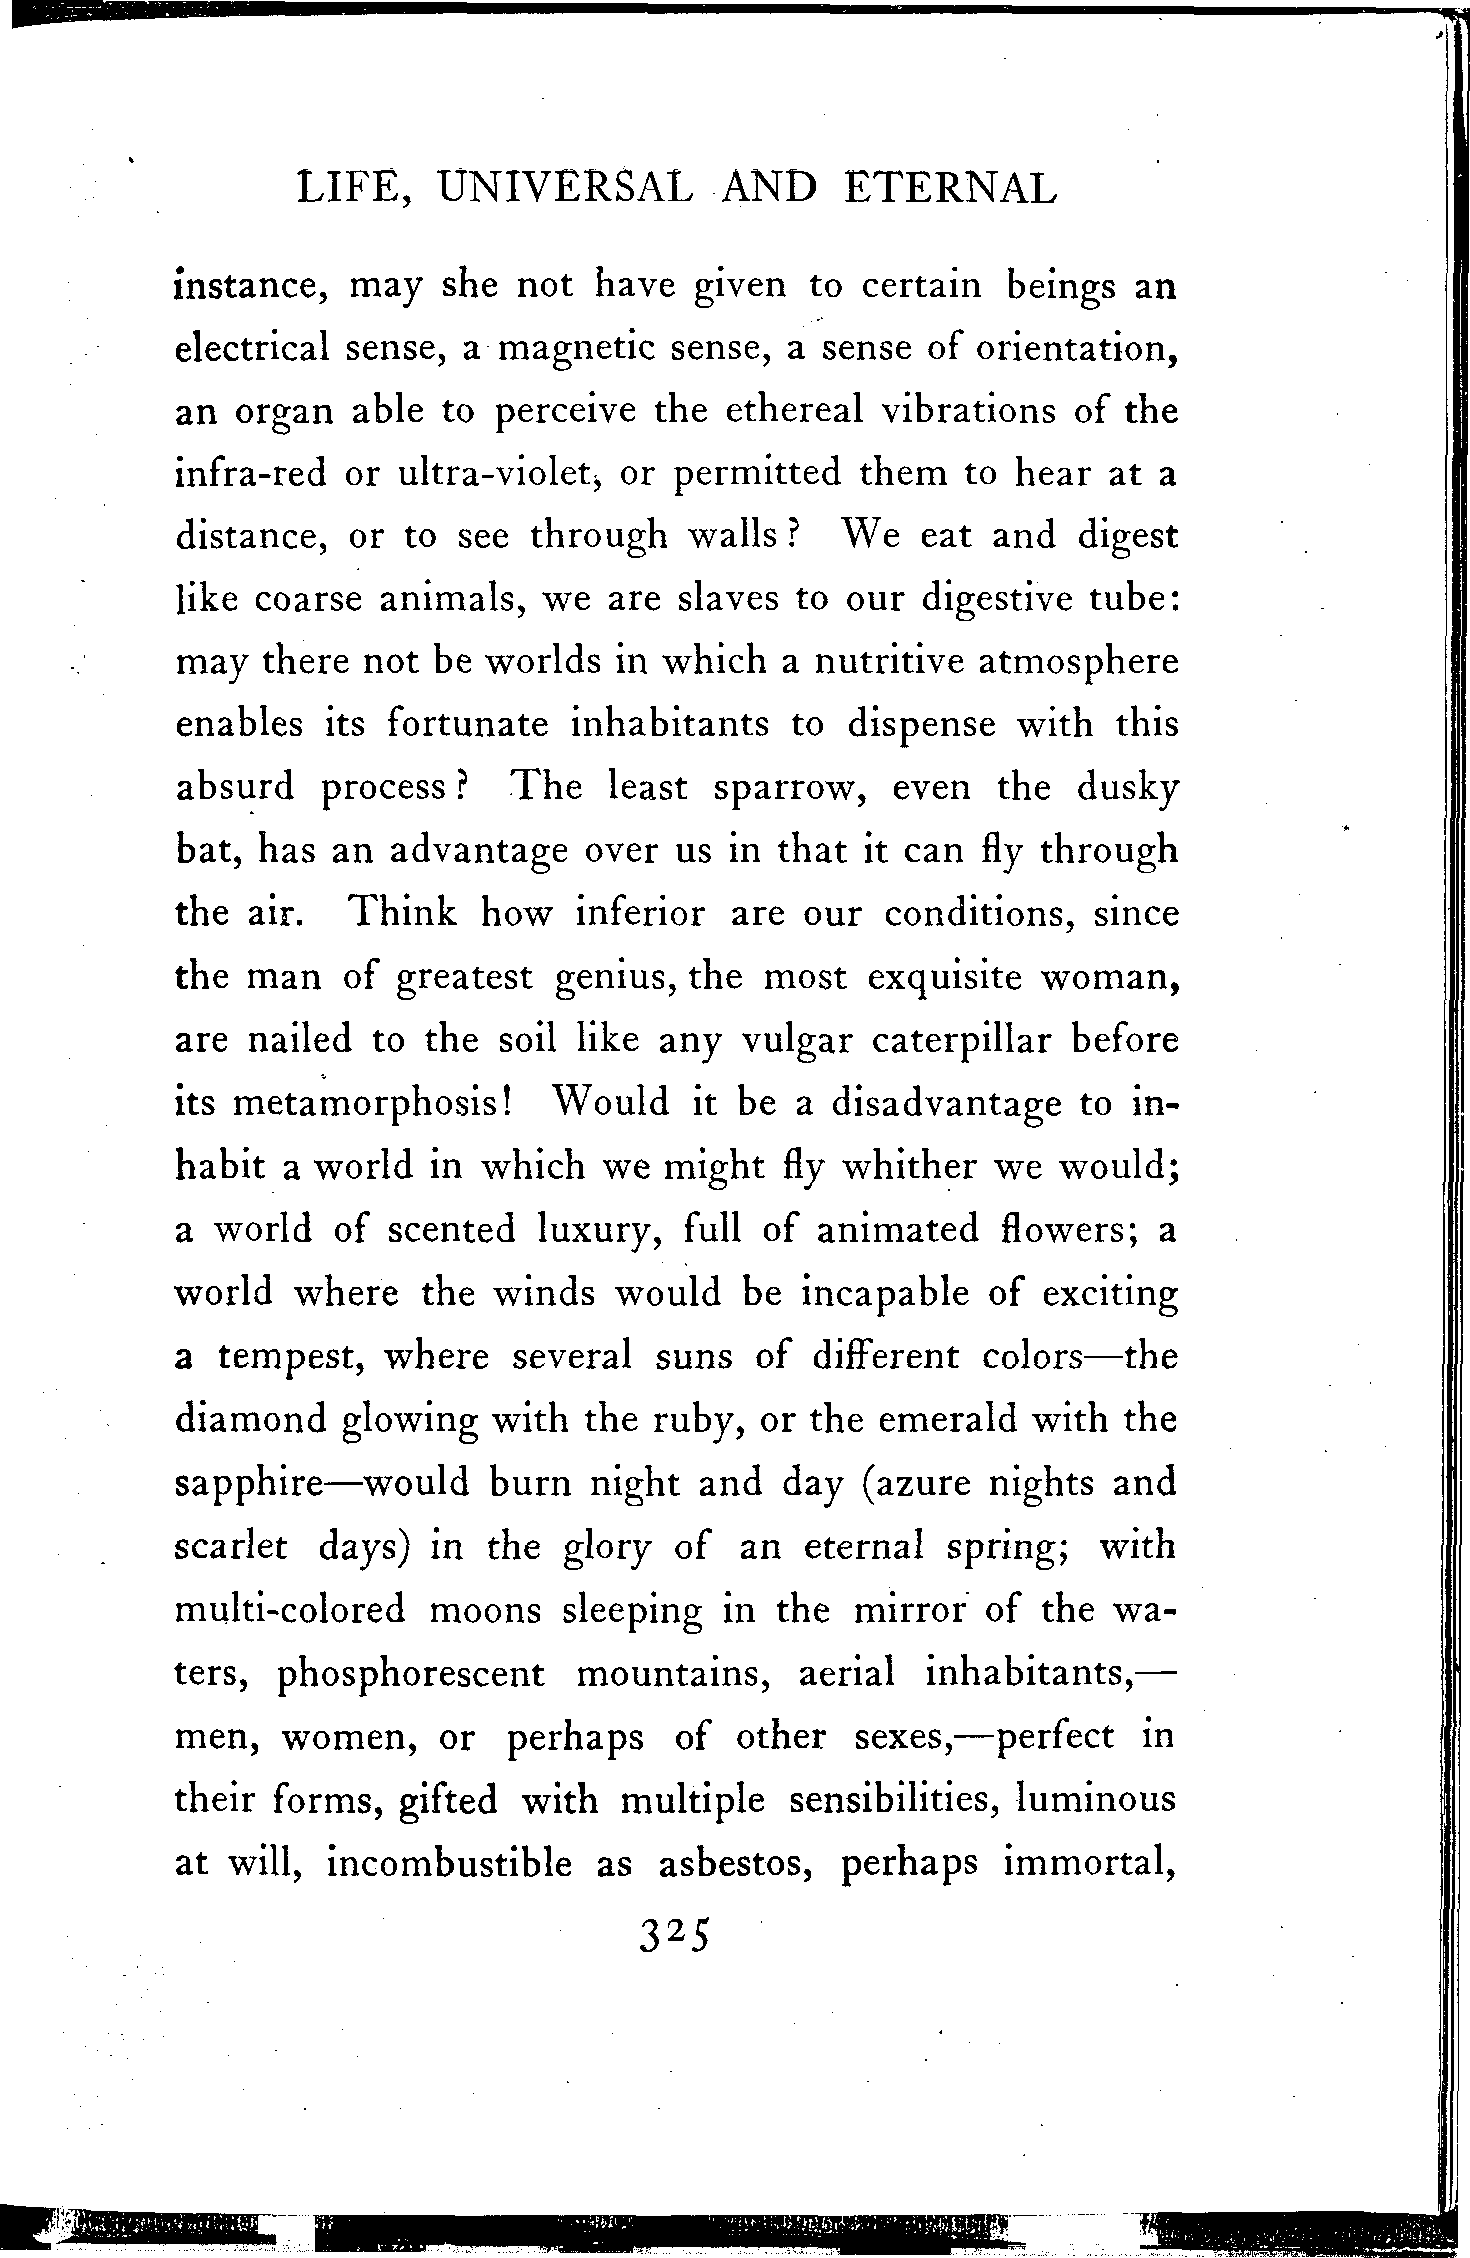 LIFE, UNIVERSAL AND ETERNAL
instance, may she not have given to certain beings an
electrical sense, a magnetic sense, a sense of orientation,
an organ able to perceive the ethereal vibrations of the
infra-red or ultra-violet, or permitted them to hear at a
distance, or to see through walls? We eat and digest
like coarse animals, we are slaves to our digestive tube:
may there not be worlds in which a nutritive atmosphere
enables its fortunate inhabitants to dispense with this
absurd process? The least sparrow, even the dusky
bat, has an advantage over us in that it can fly through
the air. Think how inferior are our conditions, since
the man of greatest genius, the most exquisite woman,
are nailed to the soil like any vulgar caterpillar before
its metamorphosis! Would it be a disadvantage to in-
habit a world in which we might fly whither we would;
a world of scented luxury, full of animated flowers; a
world where the winds would be incapable of exciting
a tempest, where several suns of different colors—the
diamond glowing with the ruby, or the emerald with the
sapphire—would burn night and day (azure nights and
scarlet days) in the glory of an eternal spring; with
multi-colored moons sleeping in the mirror of the wa-
ters, phosphorescent mountains, aerial inhabitants,—
men, women, or perhaps of other sexes,—perfect in
their forms, gifted with multiple sensibilities, luminous
at will, incombustible as asbestos, perhaps immortal,
325